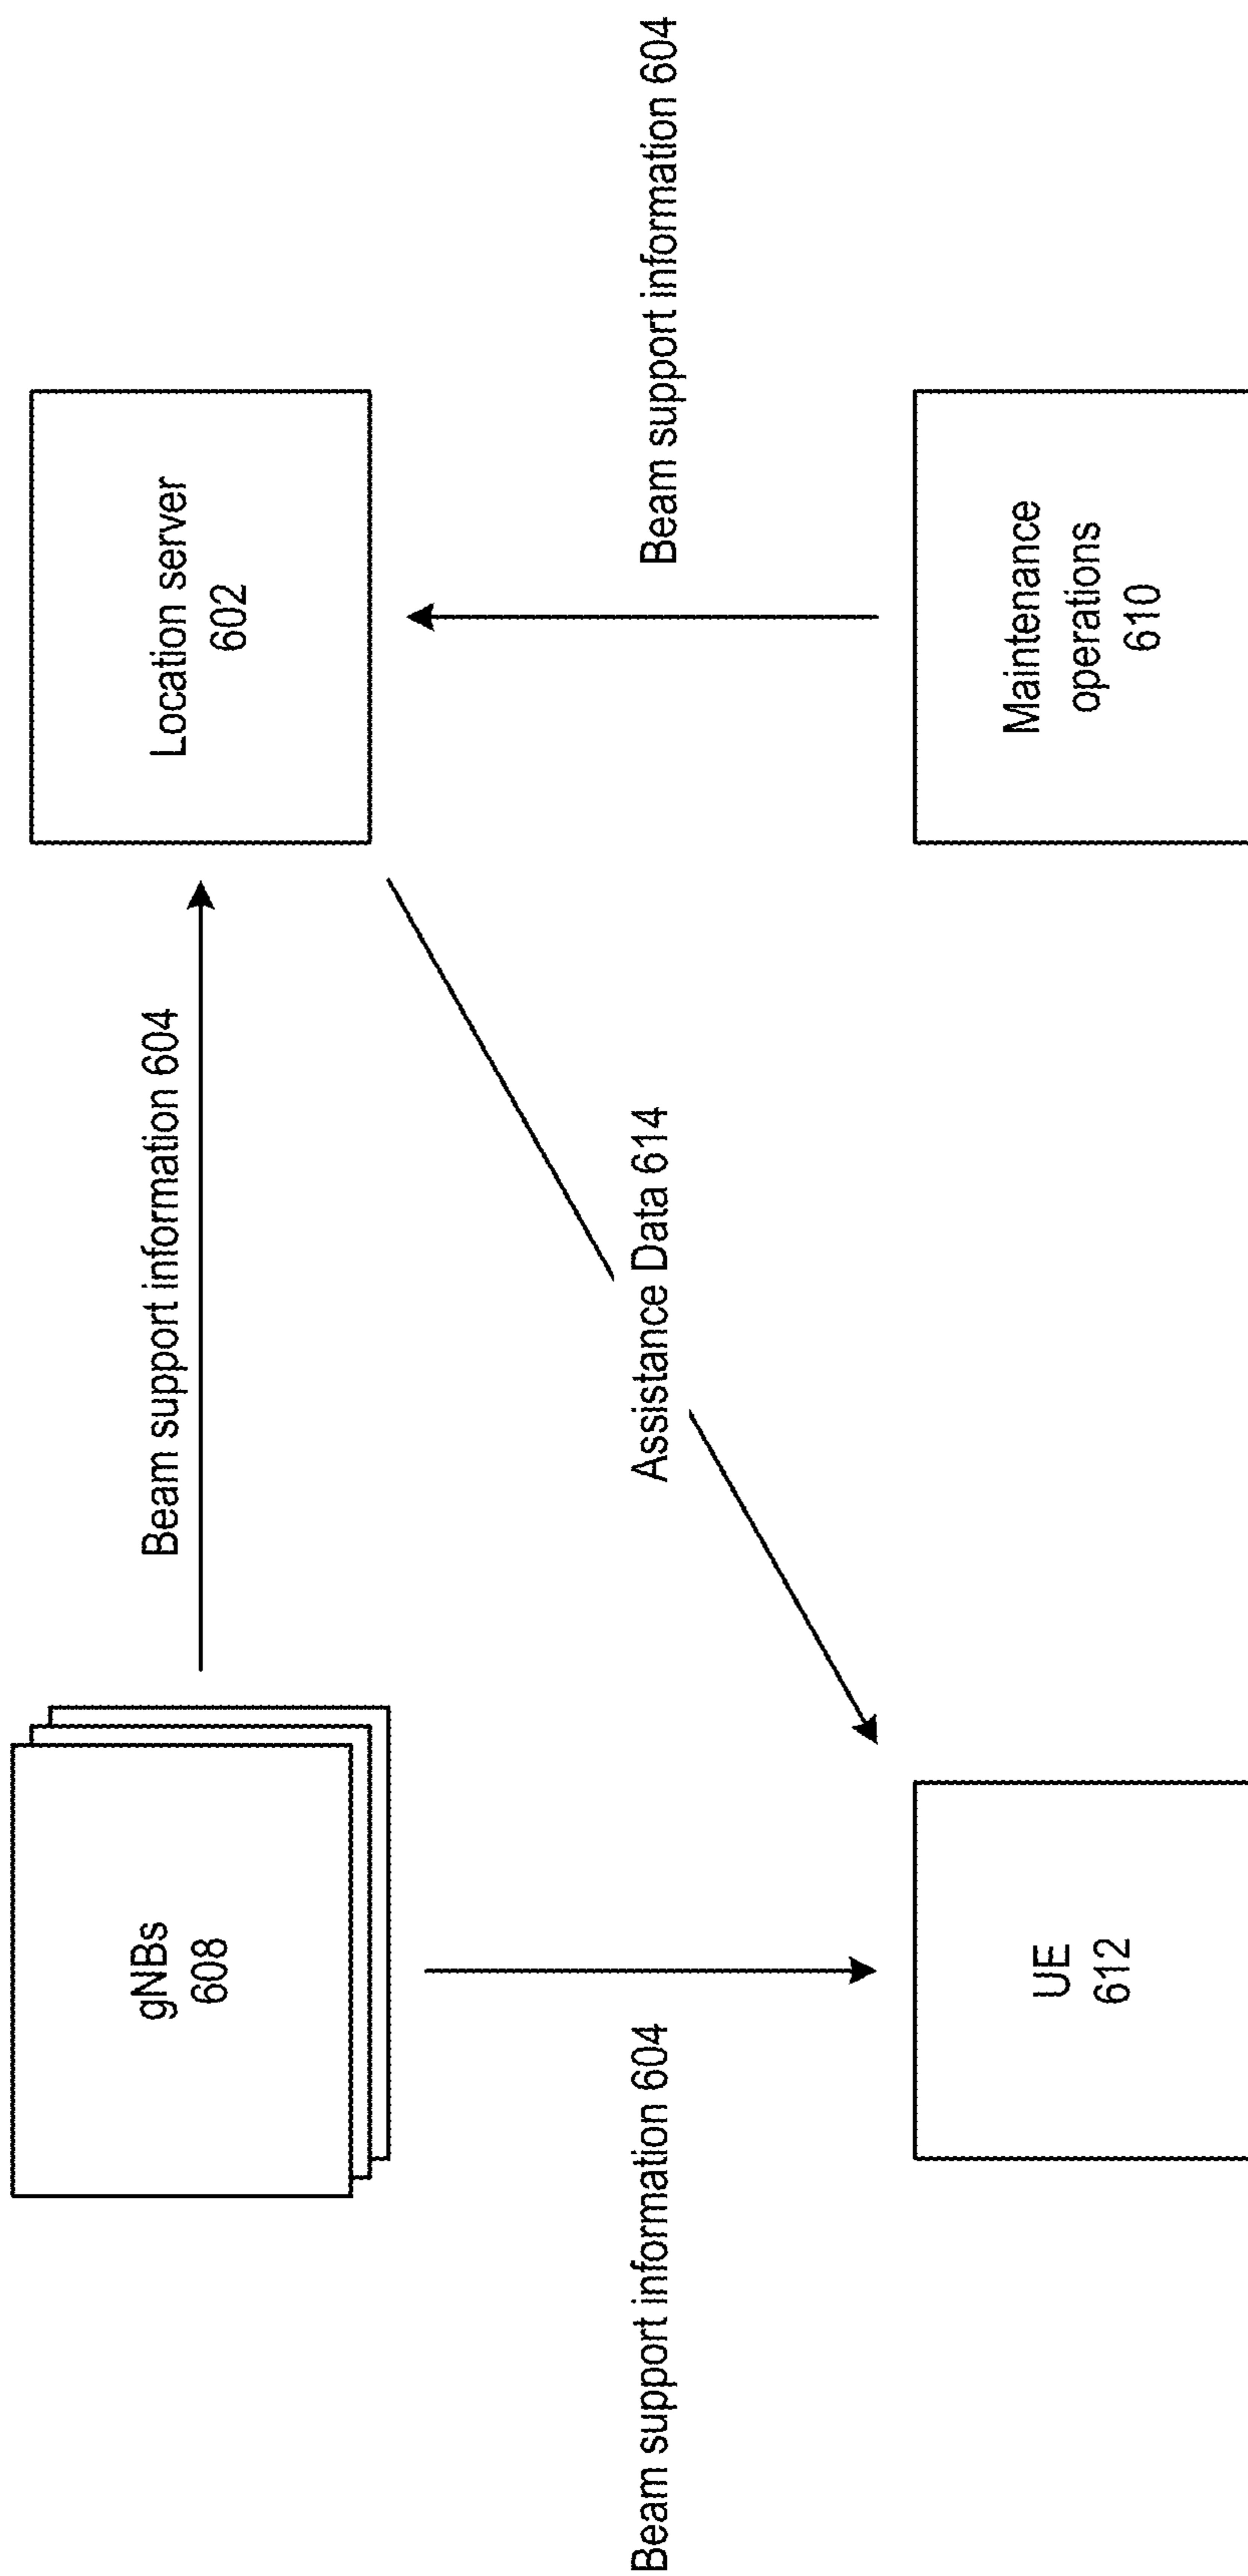 gNBs
608
Beam support information 604
Location server
602
Beam support information 604
Assistance Data 614
Beam support information 604
UE
612
Maintenance
operations
610